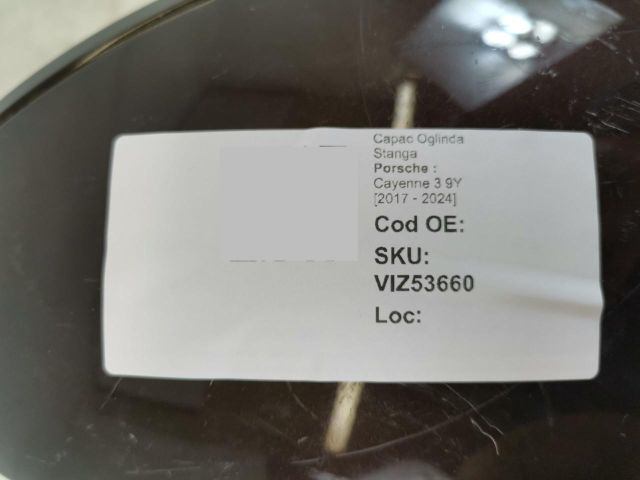 Capac Oglinda
Stanga
Porsche :
Cayenne 3 9Y
[2017 - 2024]
Cod OE:
SKU:
VIZ53660
Loc: